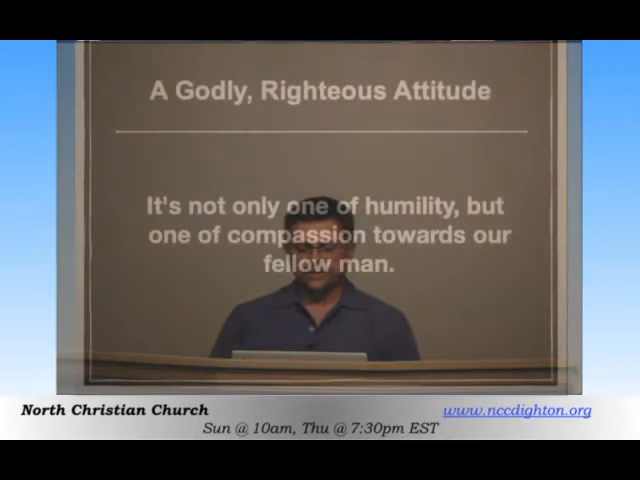 A Godly, Righteous Attitude
It's not only one of humility, but
one of compassion towards our
fellow man.
North Christian Church
www.nccdighton.org
Sun @ 10am, Thu @ 7:30pm EST